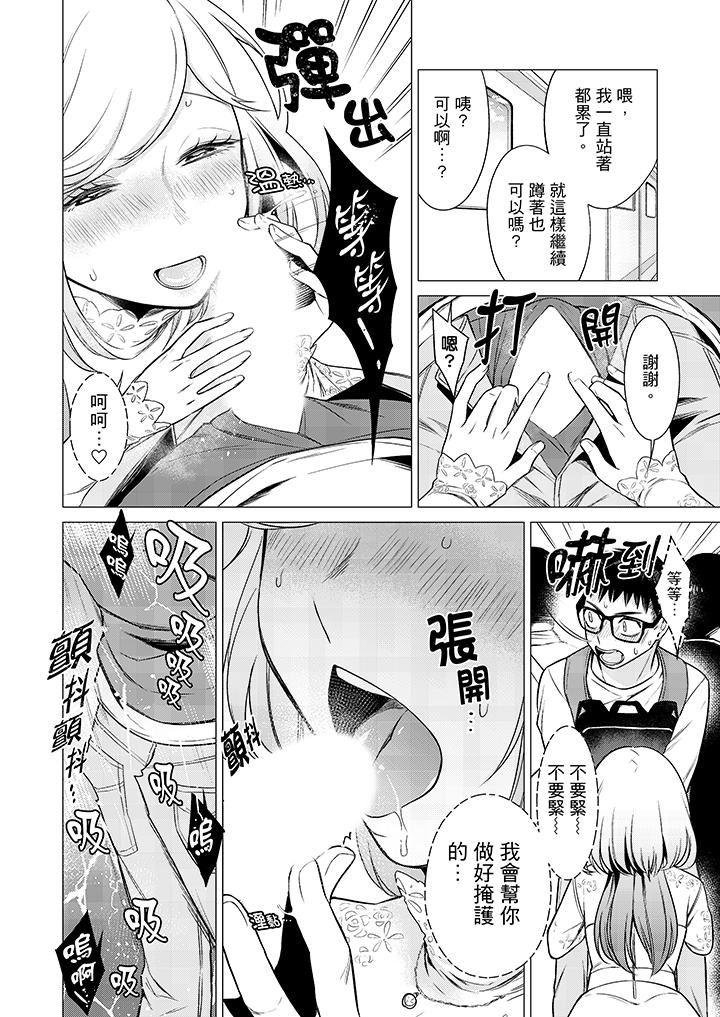 喂，
我一直站著
都累了。
就這樣繼續
蹲著也
可以嗎？
咦？
可以啊…？
謝謝。
打開
嗯？
彈出
等等！
溫熱…
呵呵…♡
等等…
嚇到
不要緊～
不要緊～
我會幫你
做好掩護
的…
張開…
顫抖
嗚嗚
吸
吸吸吸
顫抖顫抖…
吸
嗚
吸
嗚啊！
吸